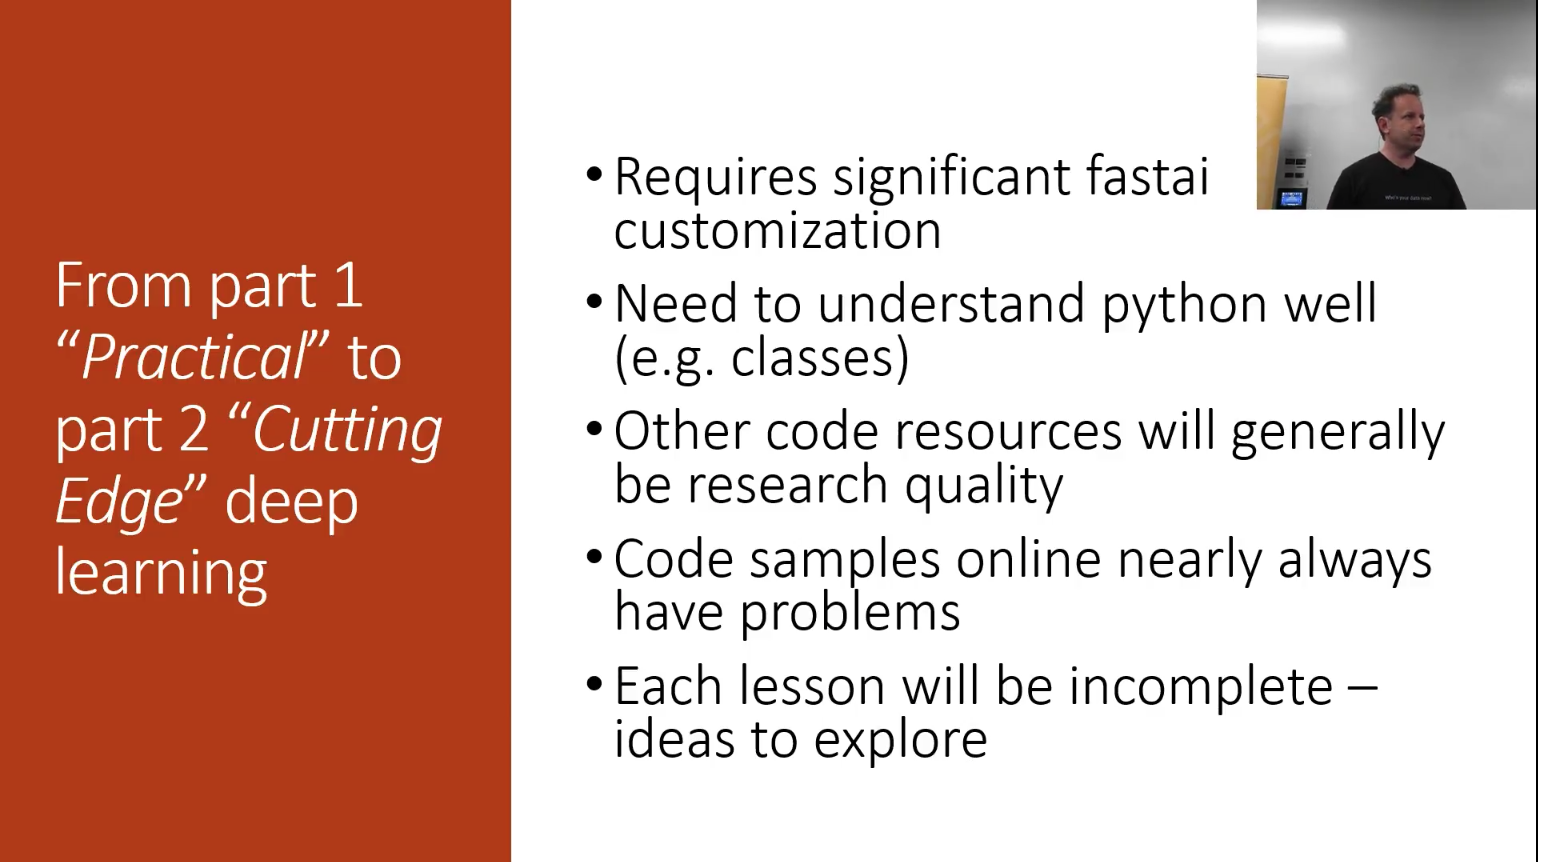 From part 1
“Practical” to
part 2 “Cutting
Edge” deep
learning
• Requires significant fastai
customization
• Need to understand python well
(e.g. classes)
• Other code resources will generally
be research quality
• Code samples online nearly always
have problems
• Each lesson will be incomplete –
ideas to explore